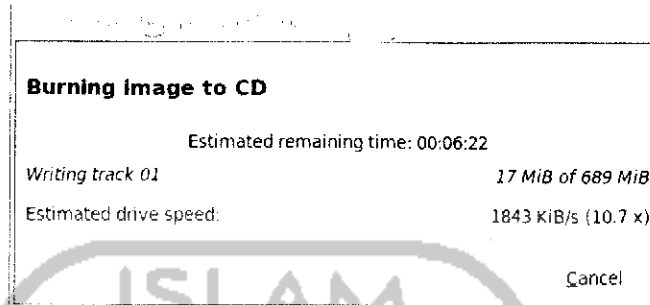 Burning image to CD
Estimated remaining time: 00:06:22
Writing track 01 17 MiB of 689 MiB
Estimated drive speed: 1843 KiB/s (10.7 x)
ISLAM
Cancel